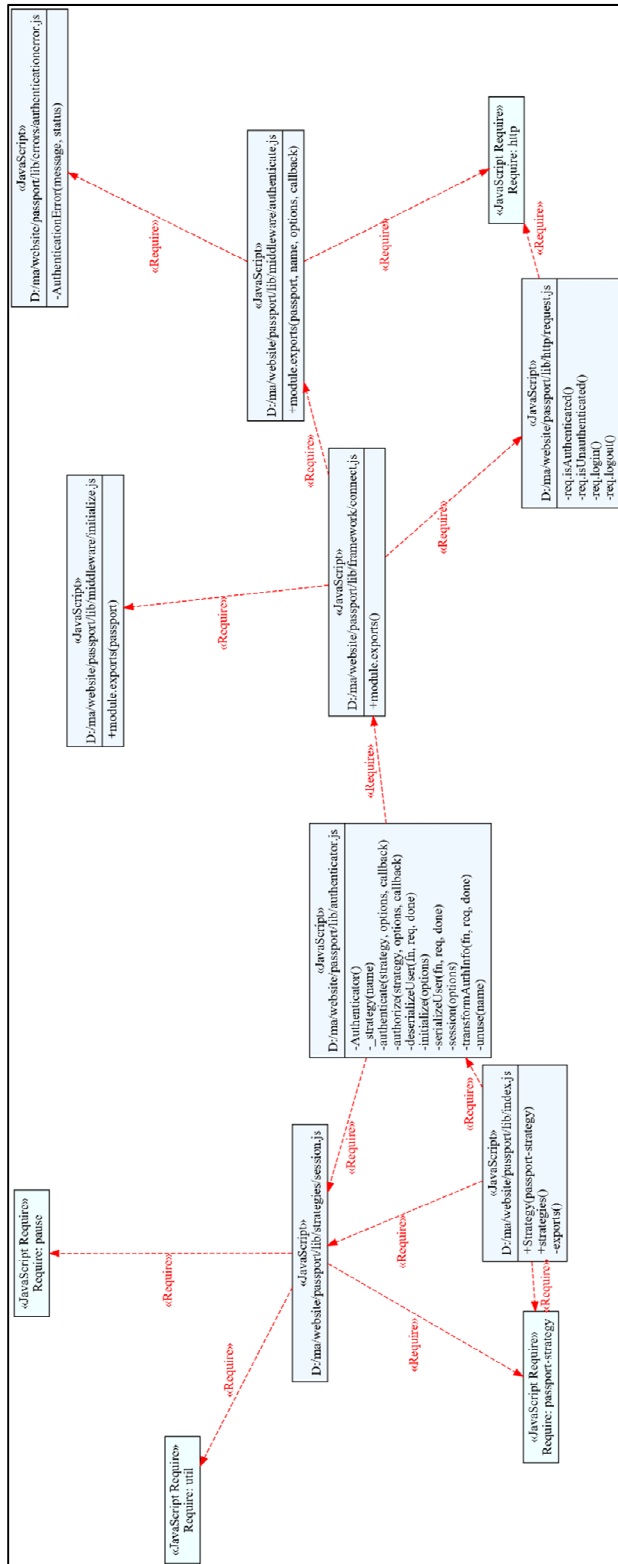 «JavaScript»
D:/ma/website/passport/lib/errors/authenticationerror.js
-AuthenticationError(message, status)
«Require»
«JavaScript»
D:/ma/website/passport/lib/middleware/authenticate.js
+module.exports(passport, name, options, callback)
«Require»
«JavaScript Require»
Require: http
«Require»
«JavaScript»
D:/ma/website/passport/lib/http/request.js
-req.isAuthenticated()
-req.isUnauthenticated()
-req.login()
-req.logout()
«Require»
«Require»
«JavaScript»
D:/ma/website/passport/lib/middleware/initialize.js
+module.exports(passport)
«Require»
«JavaScript»
D:/ma/website/passport/lib/framework/connect.js
+module.exports()
«Require»
«JavaScript»
D:/ma/website/passport/lib/authenticator.js
-Authenticator()
-_strategy(name)
-authenticate(strategy, options, callback)
-authorize(strategy, options, callback)
-deserializeUser(fn, req, done)
-initialize(options)
-serializeUser(fn, req, done)
-session(options)
-transformAuthInfo(fn, req, done)
-unuse(name)
«Require»
«Require»
«JavaScript»
D:/ma/website/passport/lib/index.js
+Strategy(passport-strategy)
+strategies()
-exports()
«Require»
«Require»
«JavaScript»
D:/ma/website/passport/lib/strategies/session.js
«Require»
«Require»
«Require»
«JavaScript Require»
Require: pause
«JavaScript Require»
Require: util
«JavaScript Require»
Require: passport-strategy